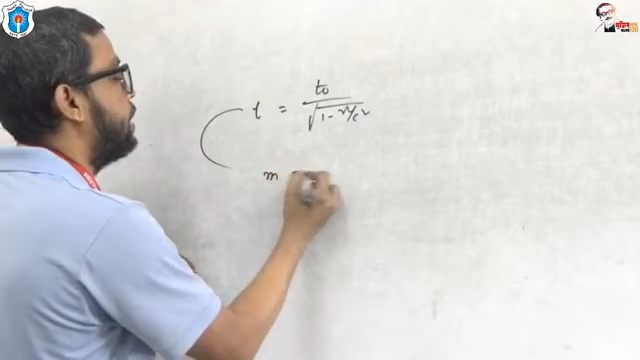 t = t₀/√(1 - v²/c²)
m =